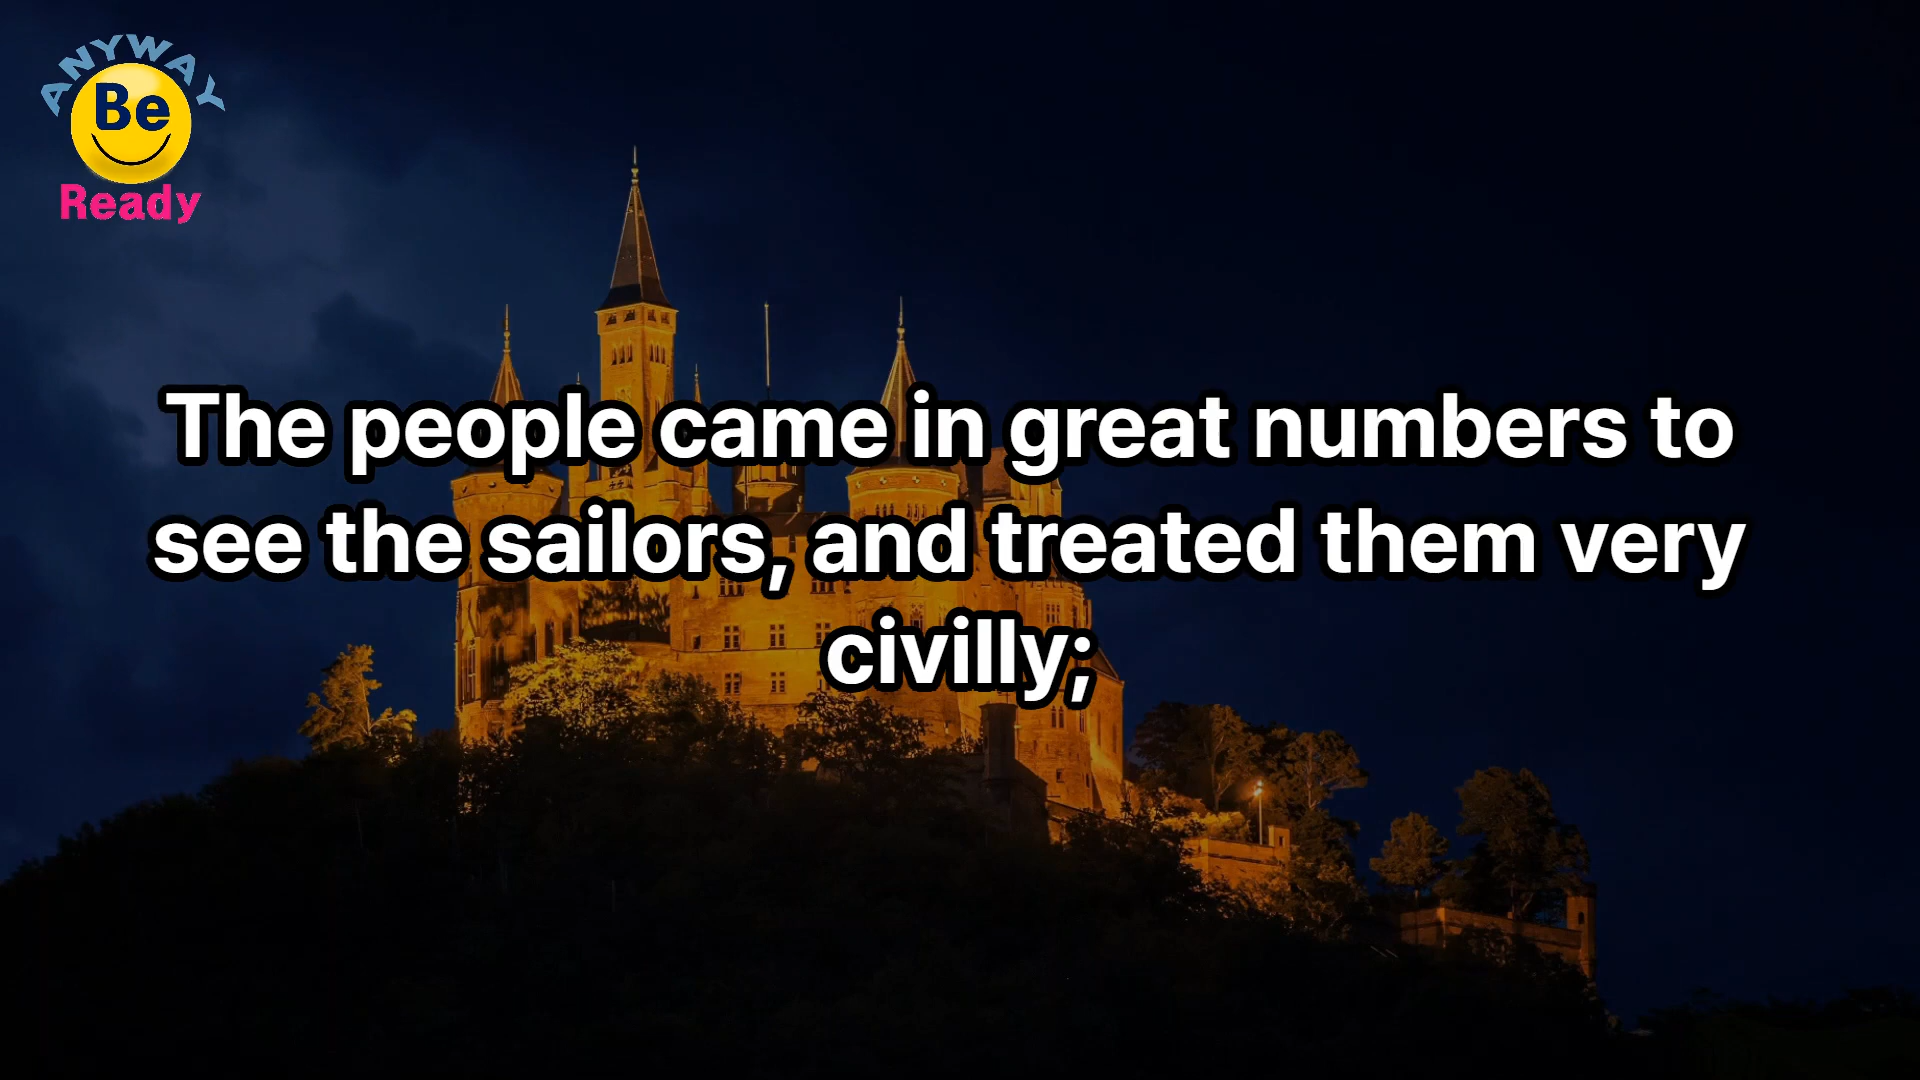 ANYWAY
Be
Ready
The people came in great numbers to
see the sailors, and treated them very
civilly;